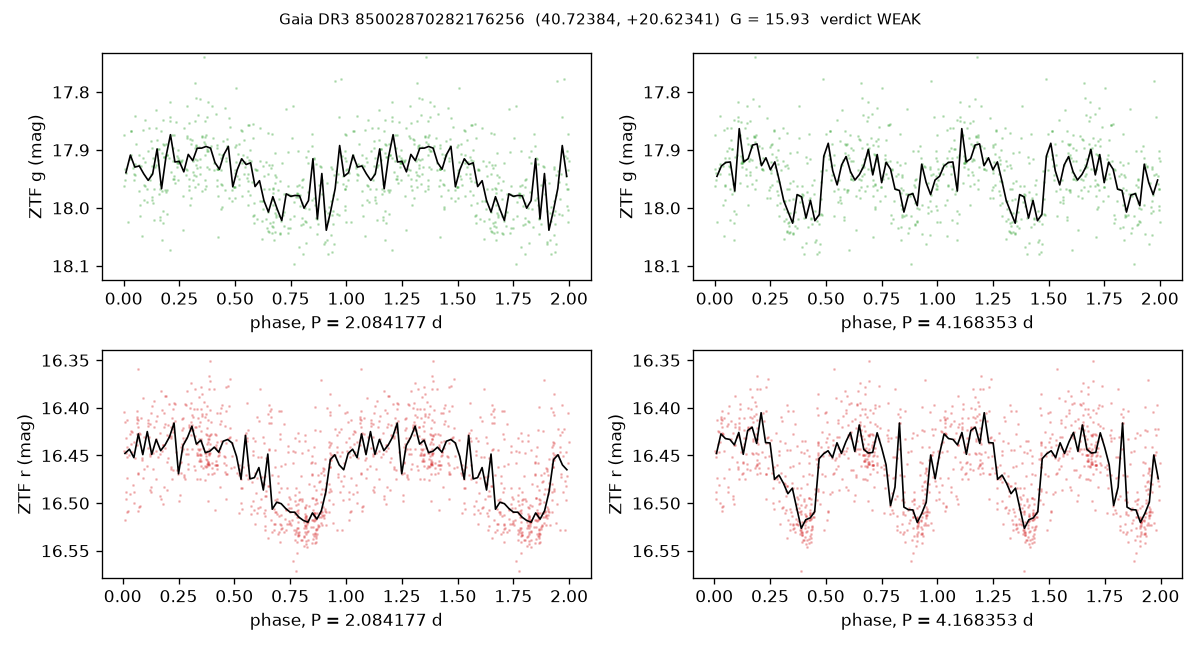 Gaia DR3 85002870282176256 (40.72384, +20.62341) G = 15.93 verdict WEAK
ZTF g (mag)
17.8
17.9
18.0
18.1
0.00 0.25 0.50 0.75 1.00 1.25 1.50 1.75 2.00
phase, P = 2.084177 d
ZTF g (mag)
17.8
17.9
18.0
18.1
0.00 0.25 0.50 0.75 1.00 1.25 1.50 1.75 2.00
phase, P = 4.168353 d
ZTF r (mag)
16.35
16.40
16.45
16.50
16.55
0.00 0.25 0.50 0.75 1.00 1.25 1.50 1.75 2.00
phase, P = 2.084177 d
ZTF r (mag)
16.35
16.40
16.45
16.50
16.55
0.00 0.25 0.50 0.75 1.00 1.25 1.50 1.75 2.00
phase, P = 4.168353 d